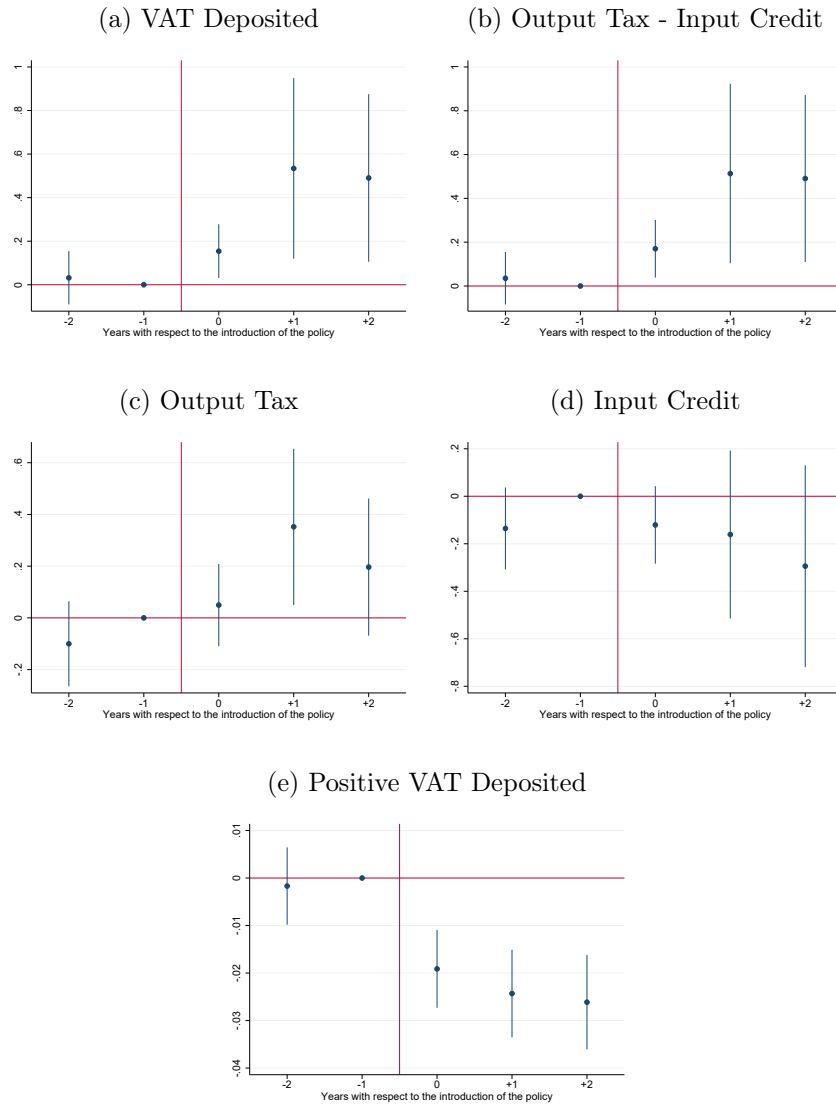 (a) VAT Deposited
(b) Output Tax - Input Credit
1
.8
.6
.4
.2
0
-2 -1 0 +1 +2
Years with respect to the introduction of the policy
1
.8
.6
.4
.2
0
-2 -1 0 +1 +2
Years with respect to the introduction of the policy
(c) Output Tax
(d) Input Credit
.6
.4
.2
0
-.2
-2 -1 0 +1 +2
Years with respect to the introduction of the policy
.2
0
-.2
-.4
-.6
-.8
-2 -1 0 +1 +2
Years with respect to the introduction of the policy
(e) Positive VAT Deposited
.01
0
-.01
-.02
-.03
-.04
-2 -1 0 +1 +2
Years with respect to the introduction of the policy